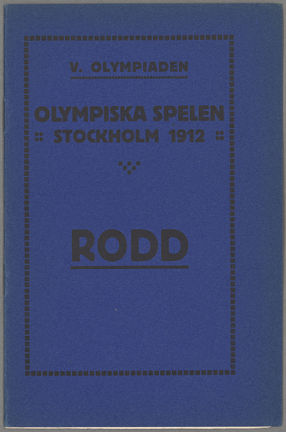 V. OLYMPIADEN
OLYMPISKA SPELEN
STOCKHOLM 1912
RODD